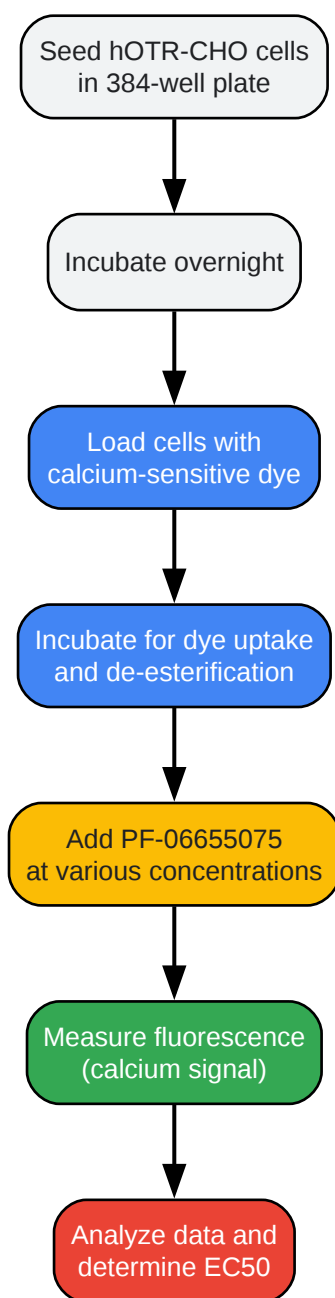 Seed hOTR-CHO cells
in 384-well plate
Incubate overnight
Load cells with
calcium-sensitive dye
Incubate for dye uptake
and de-esterification
Add PF-06655075
at various concentrations
Measure fluorescence
(calcium signal)
Analyze data and
determine EC50